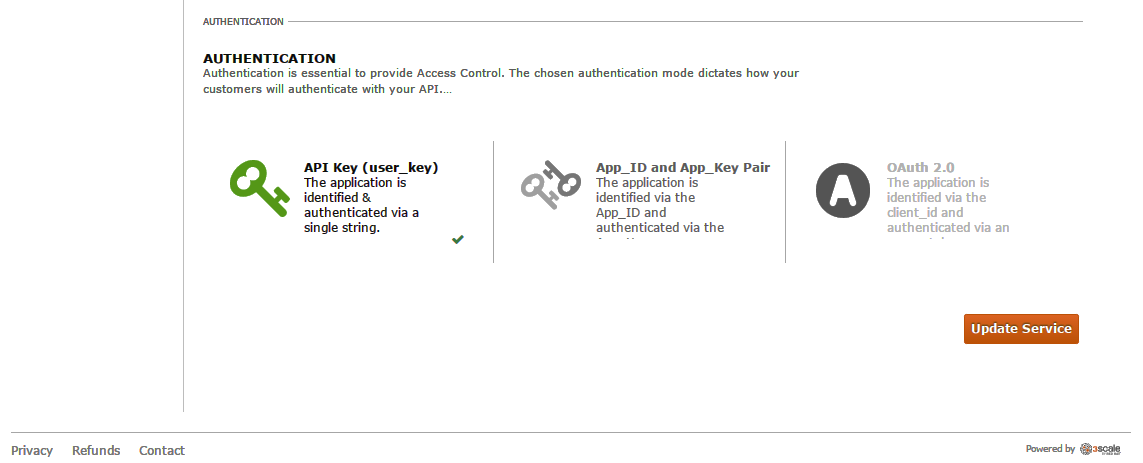 AUTHENTICATION
AUTHENTICATION
Authentication is essential to provide Access Control. The chosen authentication mode dictates how your
customers will authenticate with your API....
API Key (user_key)
The application is
identified &
authenticated via a
single string.
App_ID and App_Key Pair
The application is
identified via the
App_ID and
authenticated via the
OAuth 2.0
The application is
identified via the
client_id and
authenticated via an
Update Service
Privacy Refunds Contact
Powered by 3scale